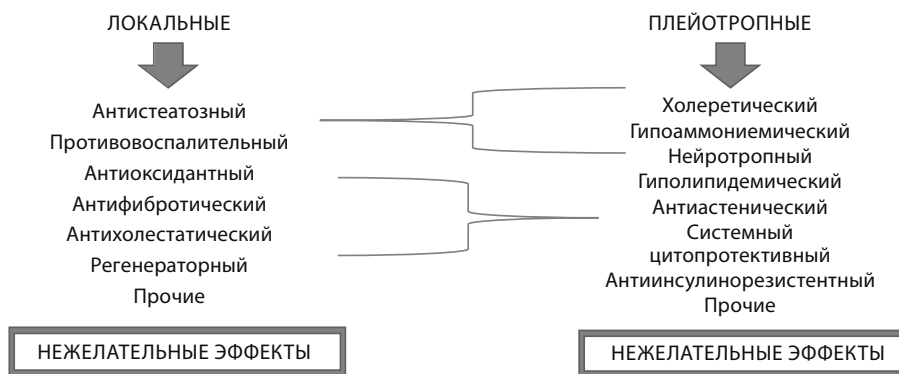 ЛОКАЛЬНЫЕ
Антистеатозный
Противовоспалительный
Антиоксидантный
Антифибротический
Антихолестатический
Регенераторный
Прочие
НЕЖЕЛАТЕЛЬНЫЕ ЭФФЕКТЫ
ПЛЕЙОТРОПНЫЕ
Холеретический
Гипоаммониемический
Нейротропный
Гиполипидемический
Антиастенический
Системный
цитопротективный
Антиинсулинорезистентный
Прочие
НЕЖЕЛАТЕЛЬНЫЕ ЭФФЕКТЫ